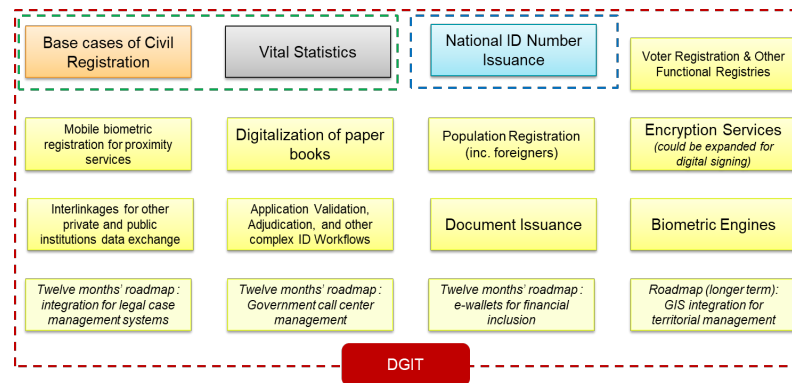 Base cases of Civil
Registration
Vital Statistics
National ID Number
Issuance
Voter Registration & Other
Functional Registries
Mobile biometric
registration for proximity
services
Digitalization of paper
books
Population Registration
(inc. foreigners)
Encryption Services
(could be expanded for
digital signing)
Interlinkages for other
private and public
institutions data exchange
Application Validation,
Adjudication, and other
complex ID Workflows
Document Issuance
Biometric Engines
Twelve months' roadmap :
integration for legal case
management systems
Twelve months' roadmap :
Government call center
management
Twelve months' roadmap :
e-wallets for financial
inclusion
Roadmap (longer term):
GIS integration for
territorial management
DGIT